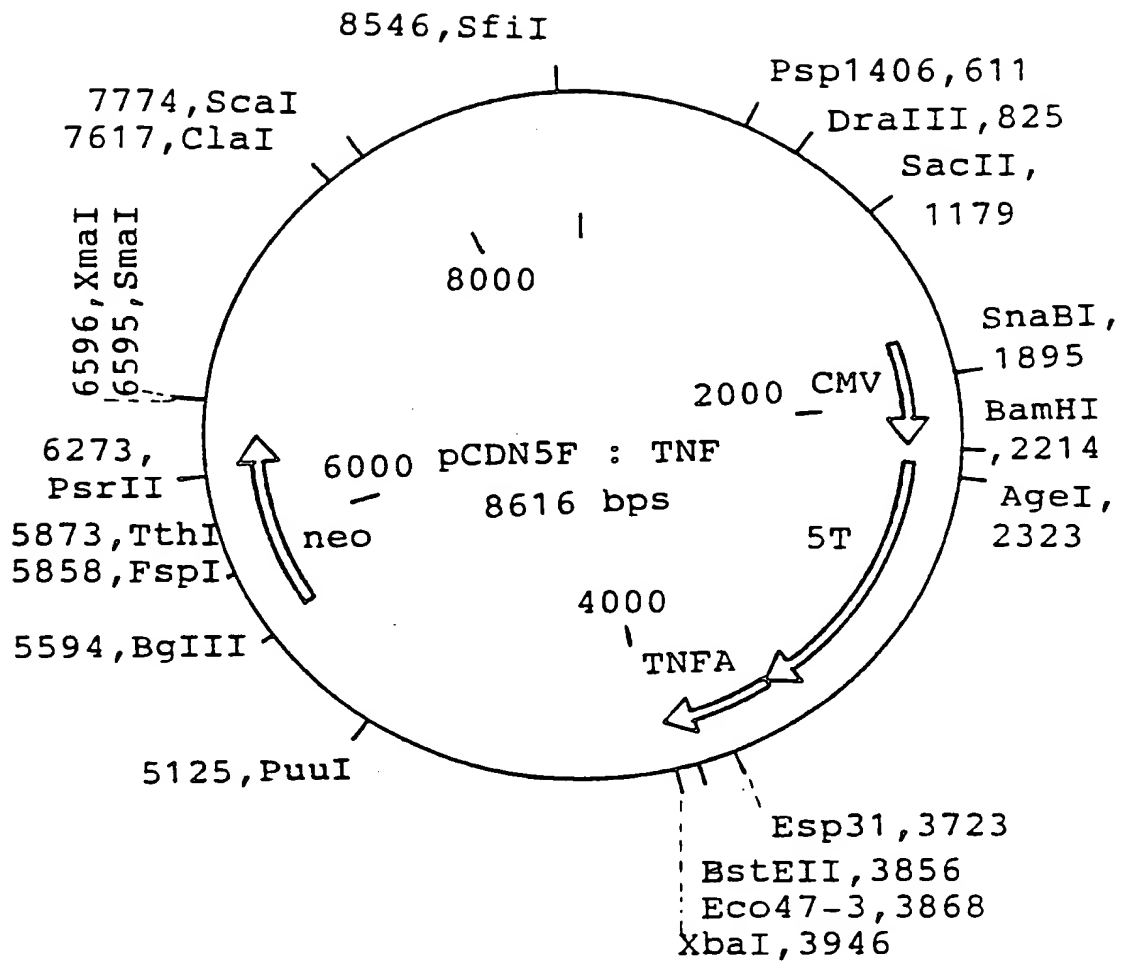 8546,SfiI
Psp1406,611
7774,ScaI
DraIII,825
7617,ClaI
SacII,
1179
6596,XmaI
6595,SmaI
8000
SnaBI,
1895
2000
CMV
BamHI
,2214
6273,
PsrII
6000
pCDN5F : TNF
8616 bps
AgeI,
2323
5873,TthI
neo
5T
5858,FspI
4000
5594,BgIII
TNFA
5125,PuuI
Esp31,3723
BstEII,3856
Eco47-3,3868
XbaI,3946